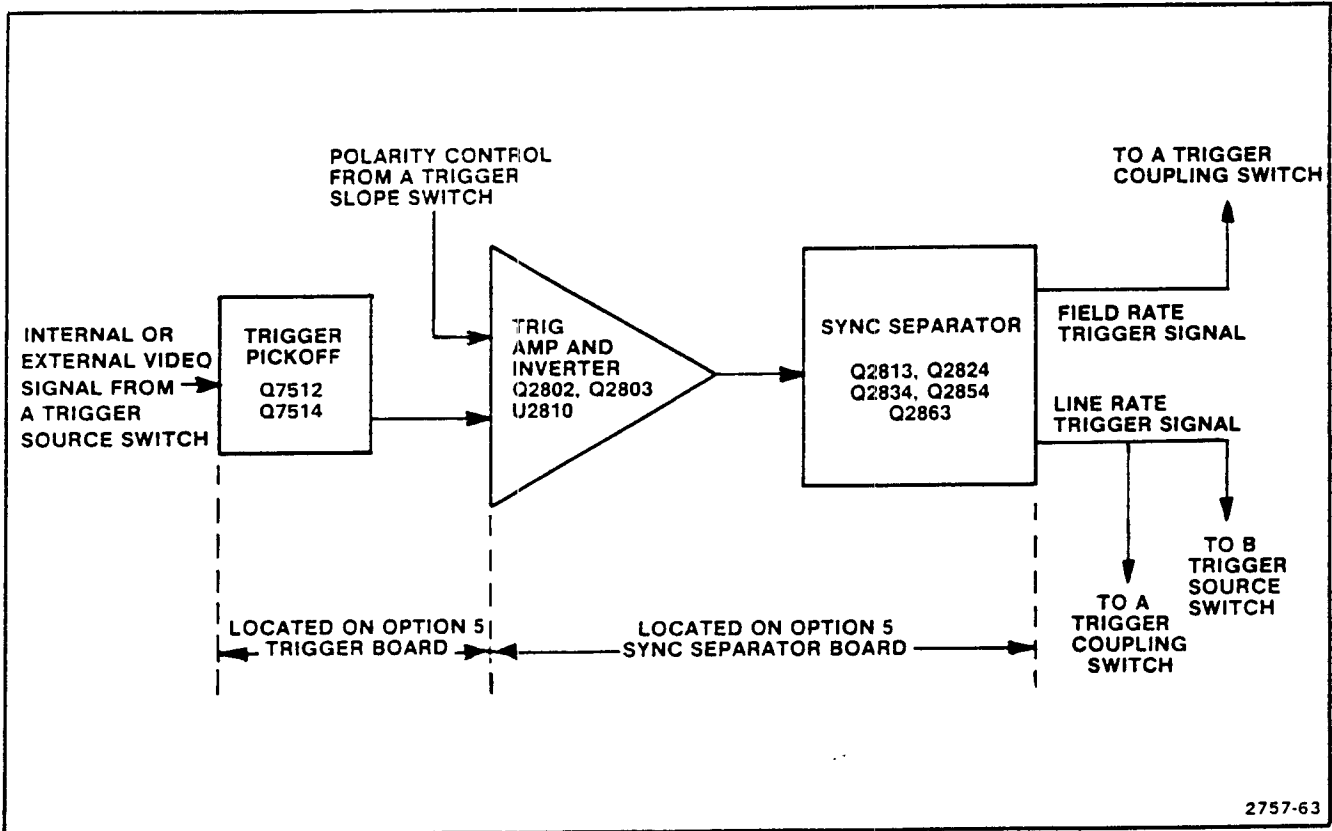 POLARITY CONTROL
FROM A TRIGGER
SLOPE SWITCH
TO A TRIGGER
COUPLING SWITCH
INTERNAL OR
EXTERNAL VIDEO
SIGNAL FROM
A TRIGGER
SOURCE SWITCH
TRIGGER
PICKOFF
Q7512
Q7514
TRIG
AMP AND
INVERTER
Q2802, Q2803
U2810
SYNC SEPARATOR
Q2813, Q2824
Q2834, Q2854
Q2863
FIELD RATE
TRIGGER SIGNAL
LINE RATE
TRIGGER SIGNAL
TO B
TRIGGER
SOURCE
SWITCH
TO A
TRIGGER
COUPLING
SWITCH
LOCATED ON OPTION 5
TRIGGER BOARD
LOCATED ON OPTION 5
SYNC SEPARATOR BOARD
2757-63